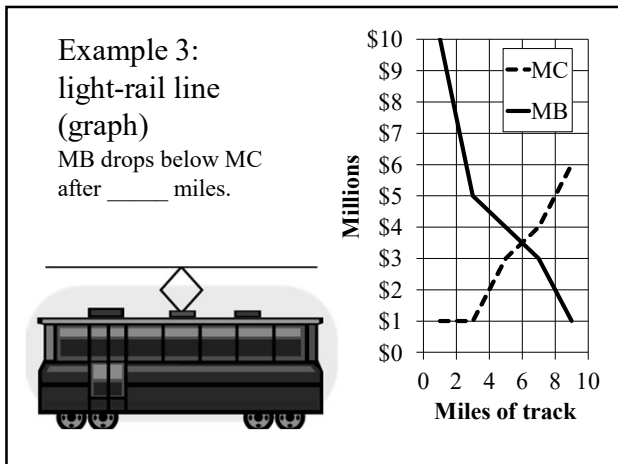 Example 3:
light-rail line
(graph)
MB drops below MC
after _____ miles.
$10
$9
$8
$7
$6
$5
$4
$3
$2
$1
$0
Millions
MC
MB
0 2 4 6 8 10
Miles of track